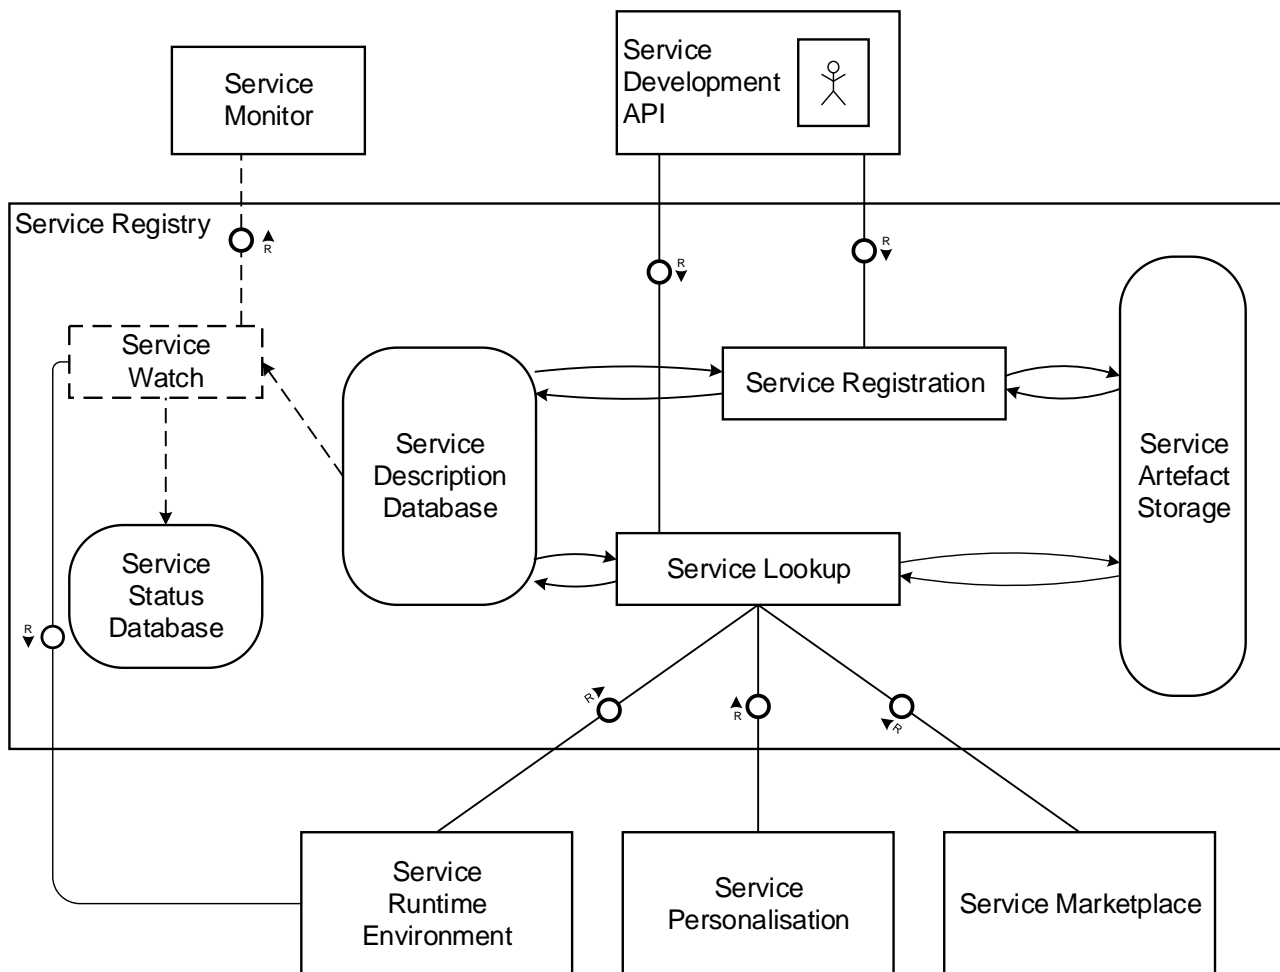 Service
Monitor
Service
Development
API
Service Registry
R
R
R
Service
Watch
Service Registration
Service
Description
Database
Service
Artefact
Storage
Service
Status
Database
Service Lookup
R
R
R
R
Service
Runtime
Environment
Service
Personalisation
Service Marketplace